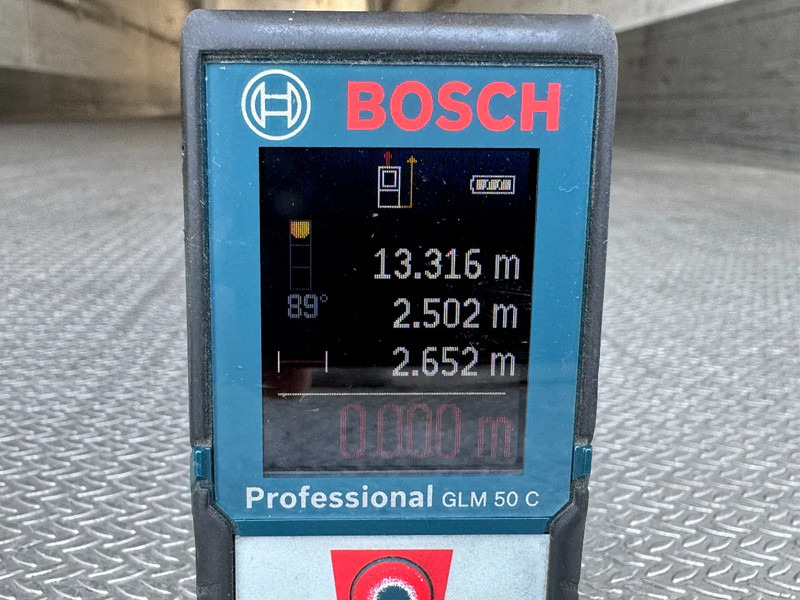 BOSCH
13.316 m
89°
2.502 m
2.652 m
0.000 m
Professional GLM 50 C